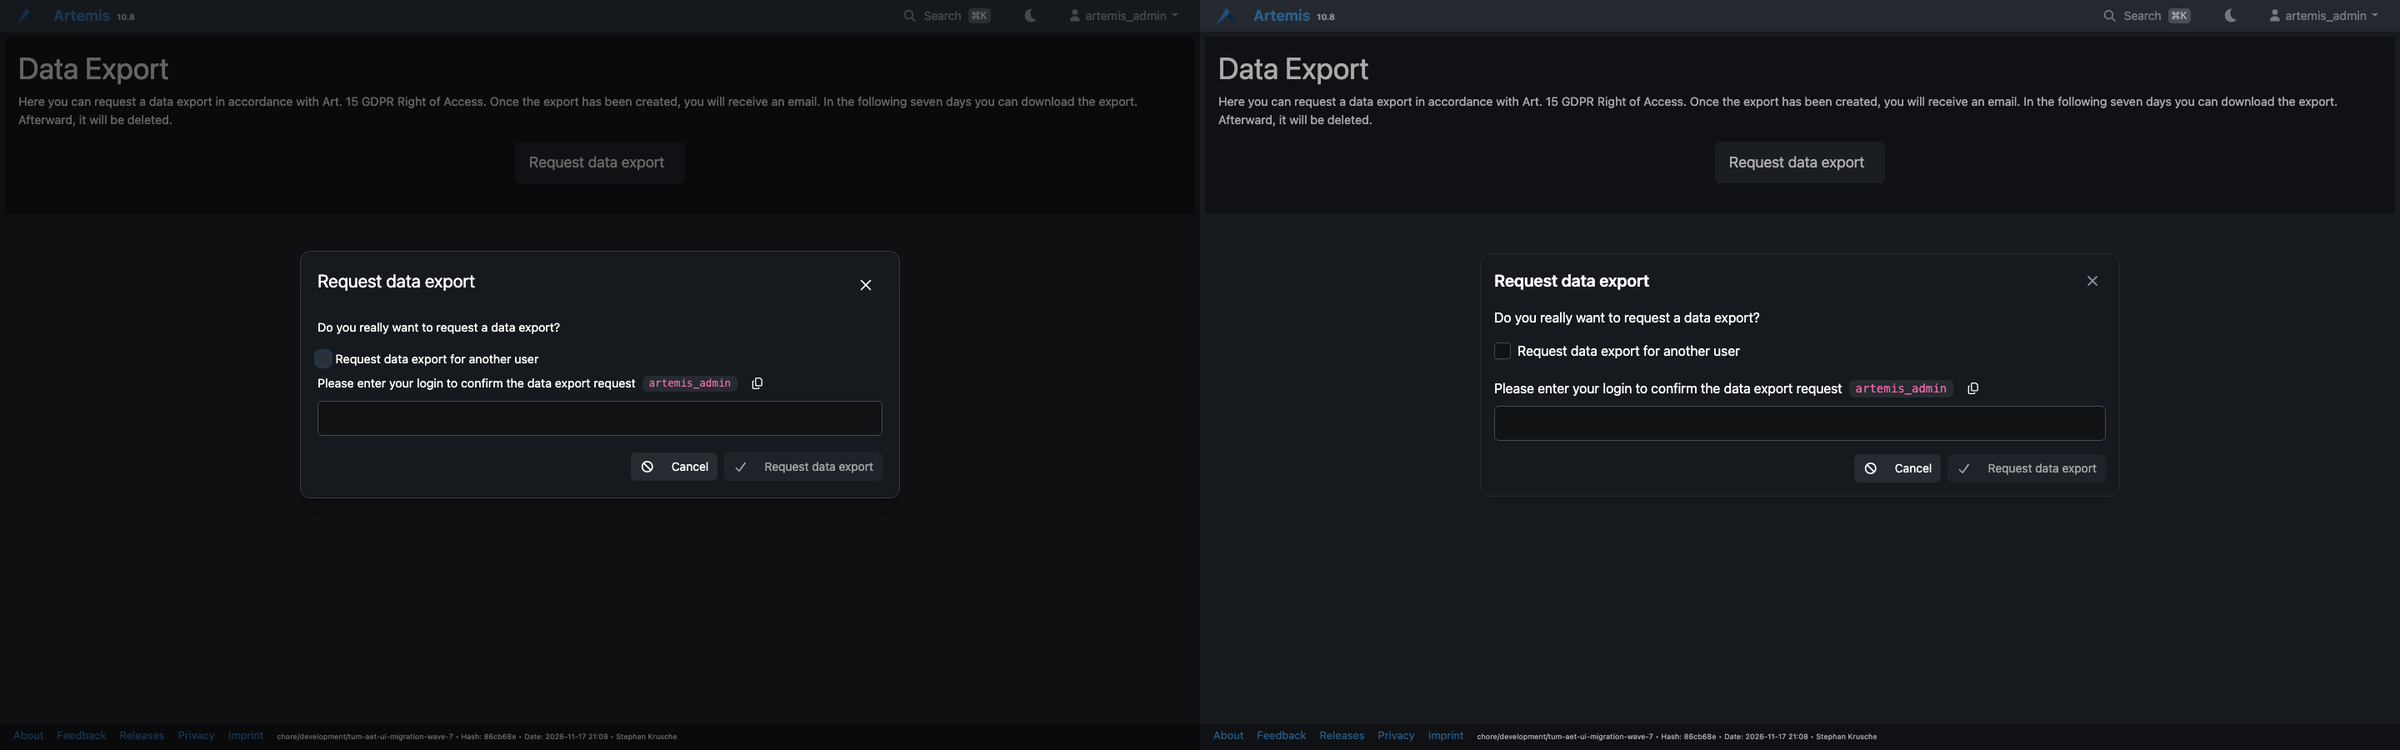 Artemis 10.8 Search ⌘K artemis_admin
Data Export
Here you can request a data export in accordance with Art. 15 GDPR Right of Access. Once the export has been created, you will receive an email. In the following seven days you can download the export.
Afterward, it will be deleted.
Request data export
Request data export
Do you really want to request a data export?
Request data export for another user
Please enter your login to confirm the data export request artemis_admin
Cancel Request data export
About Feedback Releases Privacy Imprint chore/development/tum-aet-ui-migration-wave-7 • Hash: 86cb68e • Date: 2026-11-17 21:08 • Stephan Krusche
Artemis 10.8 Search ⌘K artemis_admin
Data Export
Here you can request a data export in accordance with Art. 15 GDPR Right of Access. Once the export has been created, you will receive an email. In the following seven days you can download the export.
Afterward, it will be deleted.
Request data export
Request data export
Do you really want to request a data export?
Request data export for another user
Please enter your login to confirm the data export request artemis_admin
Cancel Request data export
About Feedback Releases Privacy Imprint chore/development/tum-aet-ui-migration-wave-7 • Hash: 86cb68e • Date: 2026-11-17 21:08 • Stephan Krusche